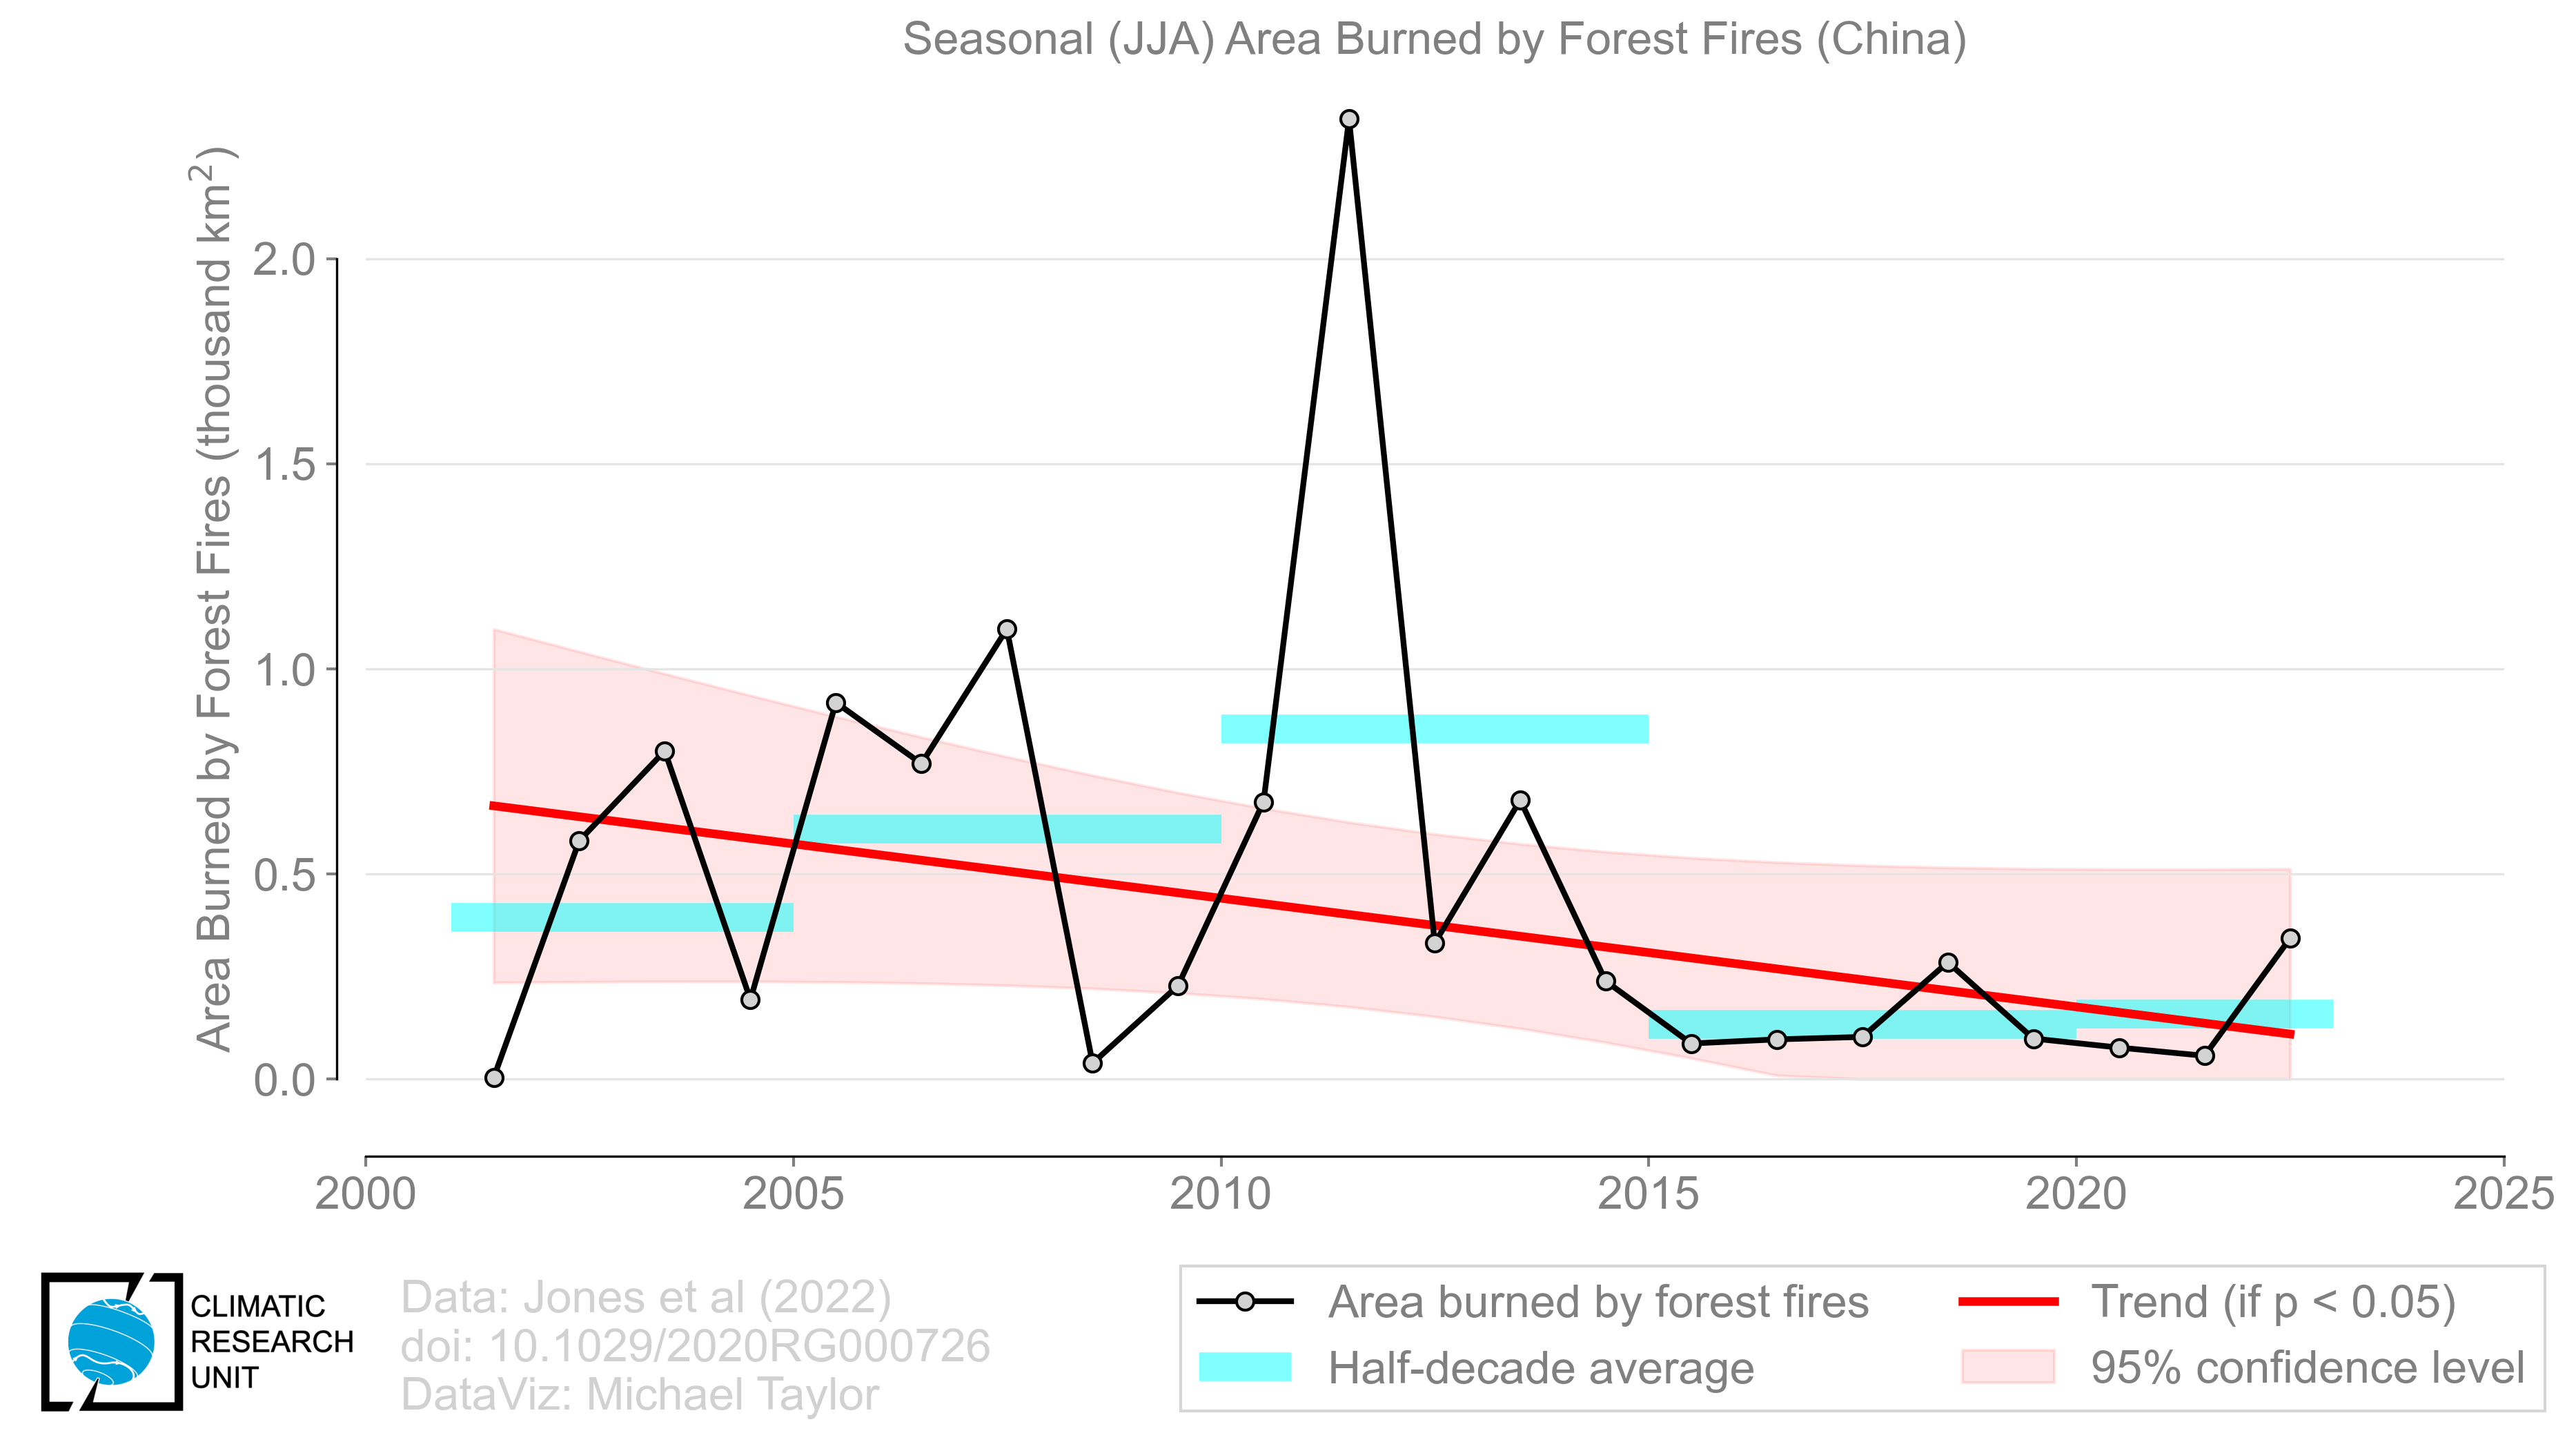 Seasonal (JJA) Area Burned by Forest Fires (China)
Area Burned by Forest Fires (thousand km²)
2.0
1.5
1.0
0.5
0.0
2000 2005 2010 2015 2020 2025
CLIMATIC
RESEARCH
UNIT
Data: Jones et al (2022)
doi: 10.1029/2020RG000726
DataViz: Michael Taylor
Area burned by forest fires
Half-decade average
Trend (if p < 0.05)
95% confidence level